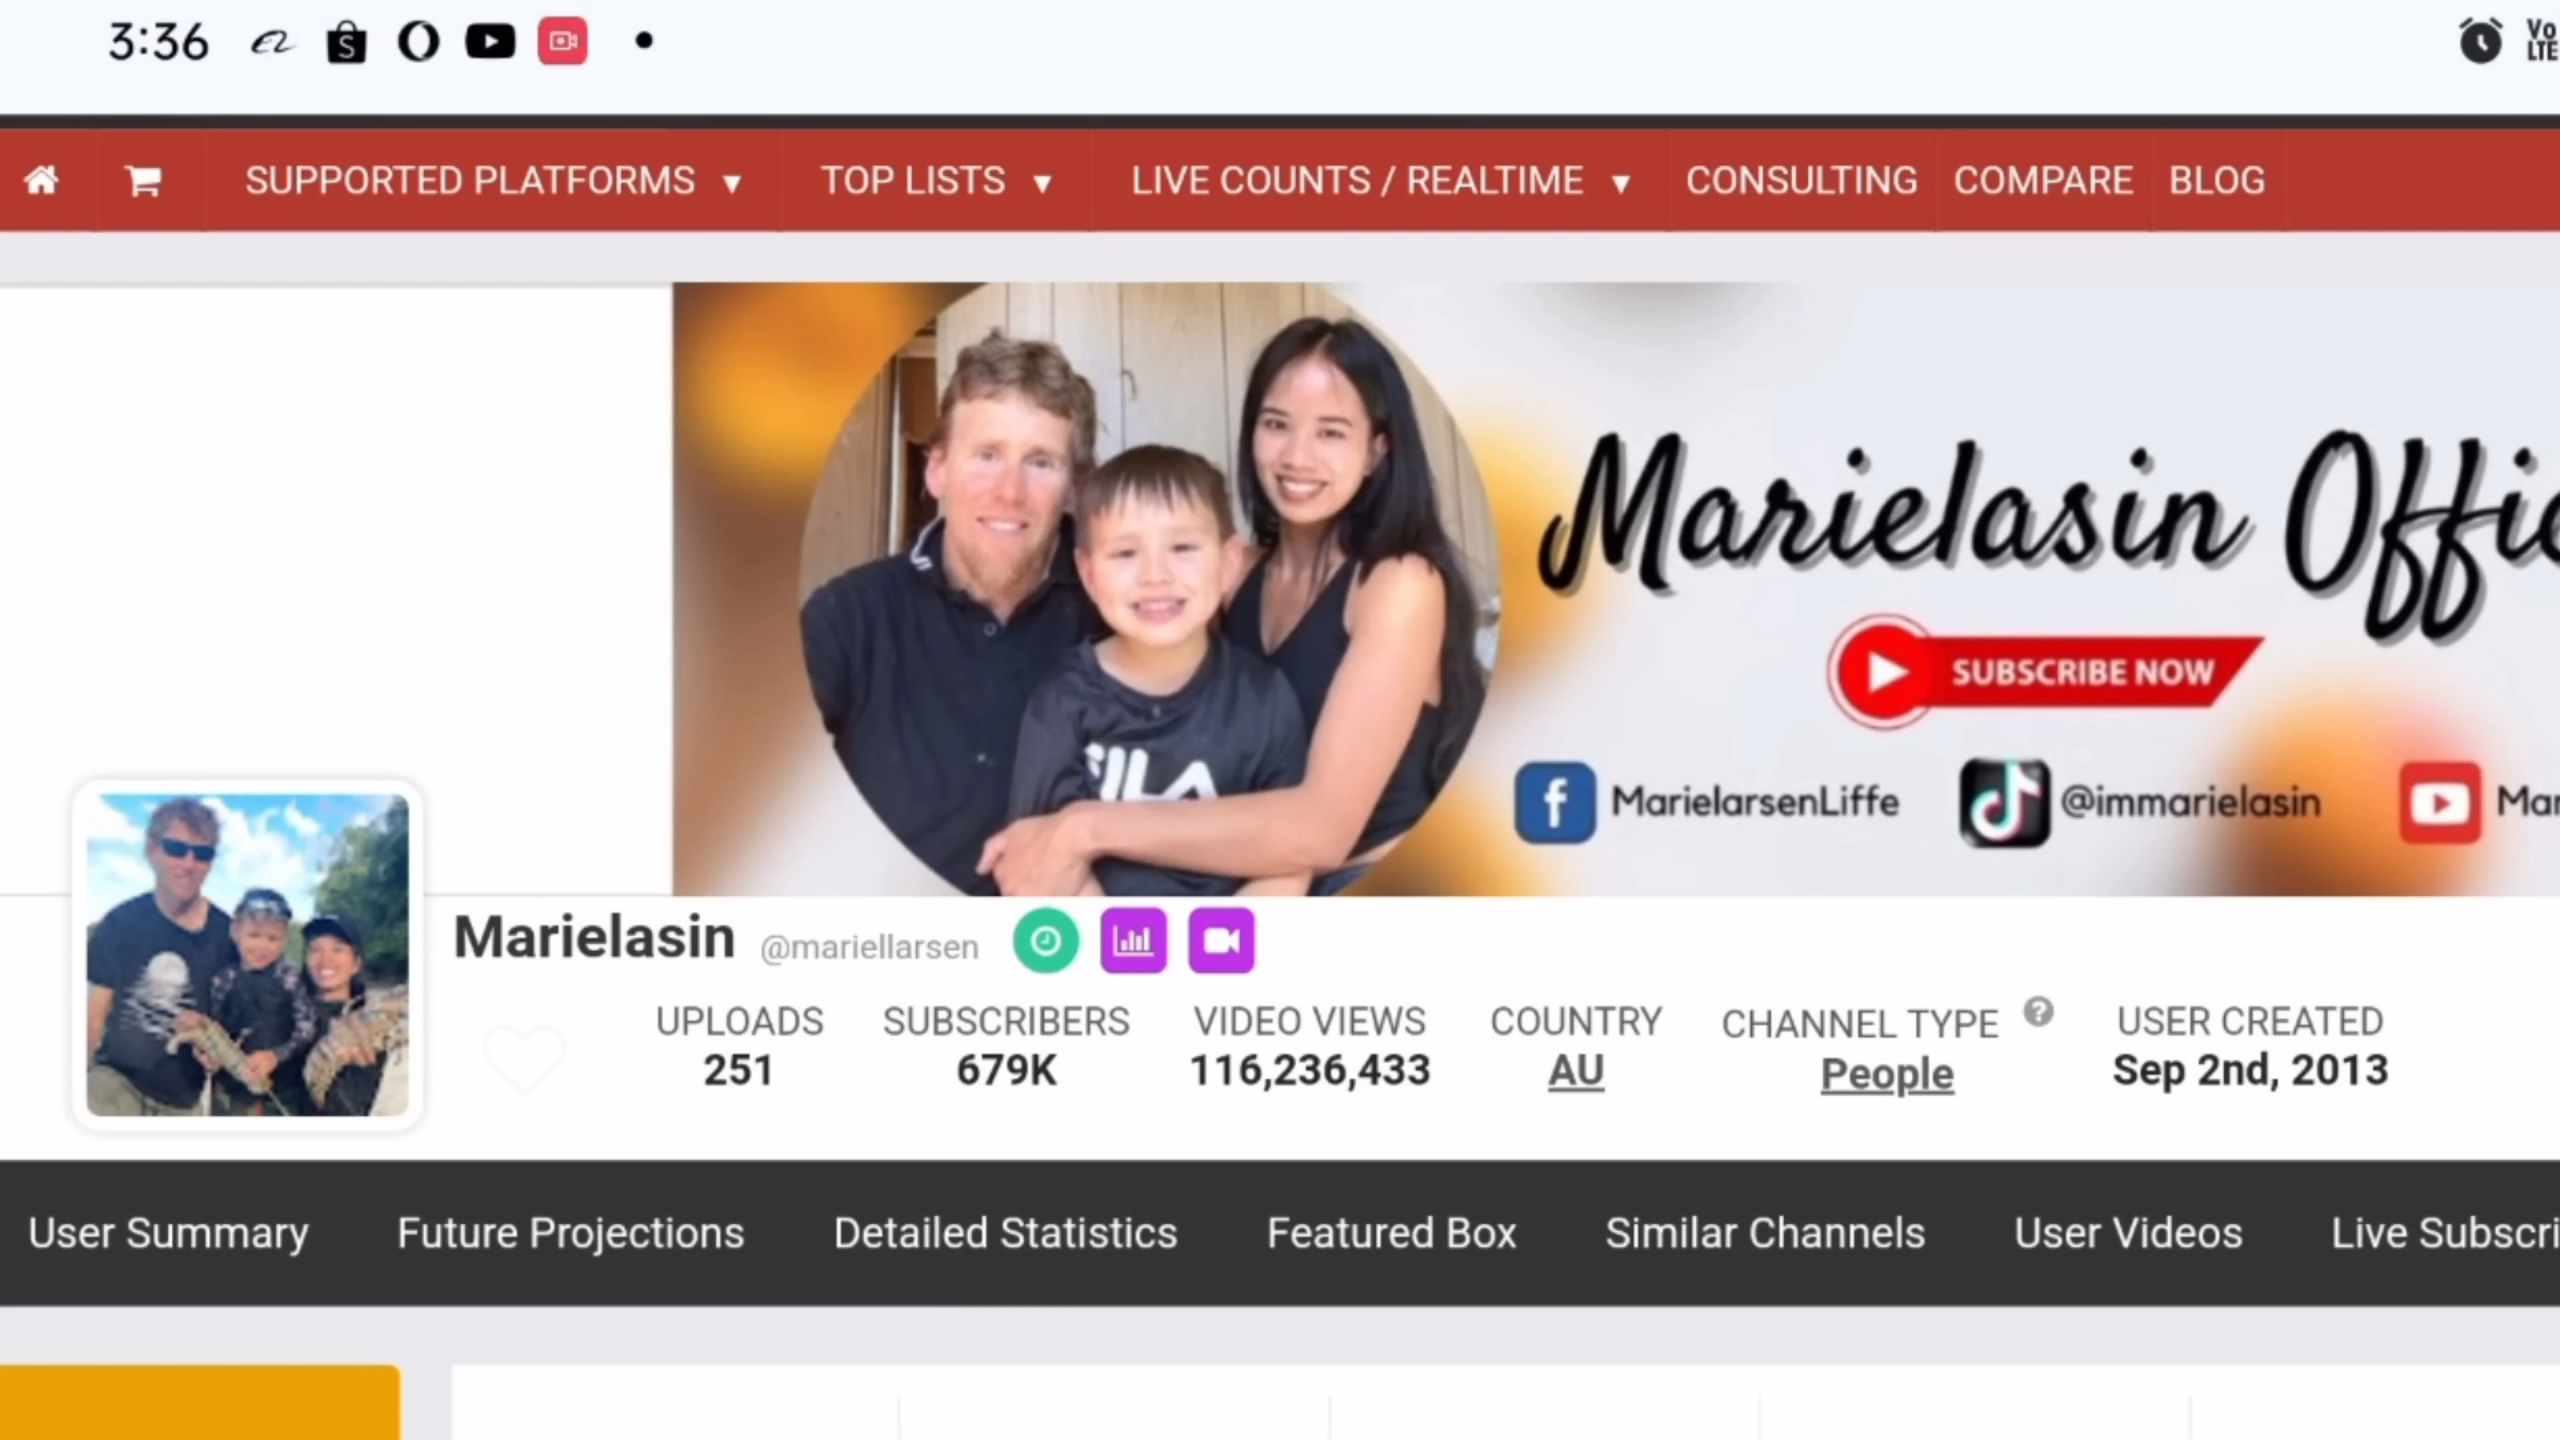 3:36
SUPPORTED PLATFORMS ▼ TOP LISTS ▼ LIVE COUNTS / REALTIME ▼ CONSULTING COMPARE BLOG
Marielasin Offic
SUBSCRIBE NOW
MarielarsenLiffe @immarielasin Mar
FILA
Marielasin @mariellarsen
UPLOADS SUBSCRIBERS VIDEO VIEWS COUNTRY CHANNEL TYPE ? USER CREATED
251 679K 116,236,433 AU People Sep 2nd, 2013
User Summary Future Projections Detailed Statistics Featured Box Similar Channels User Videos Live Subscri